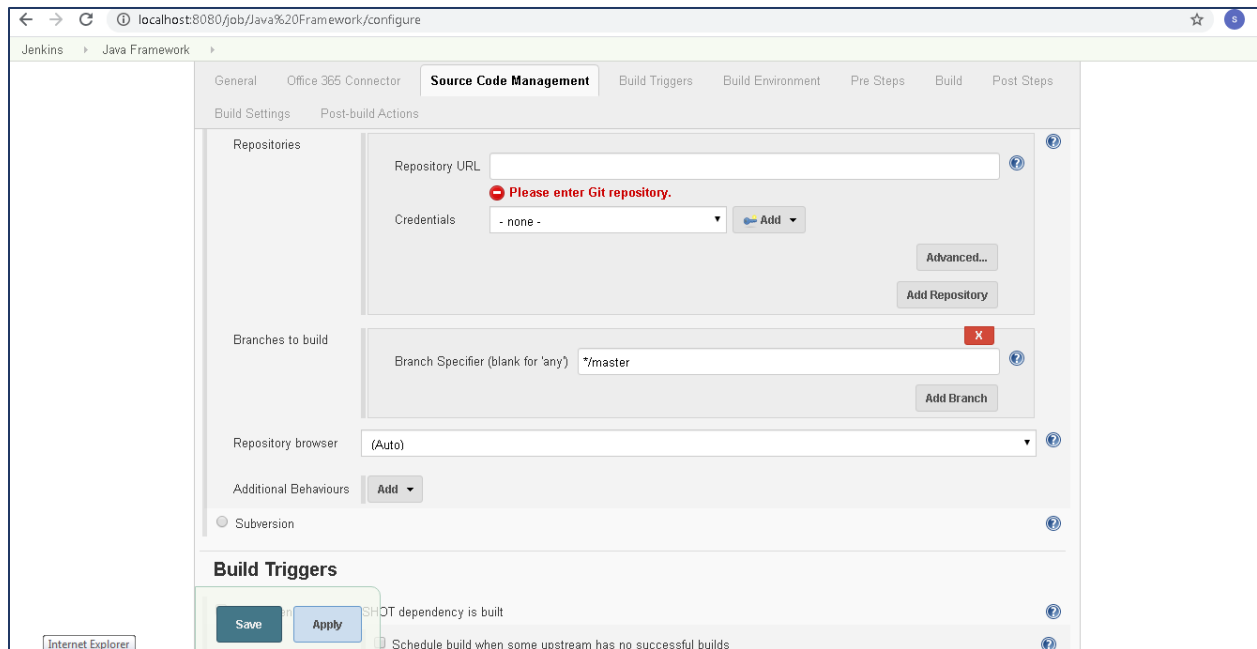 localhost:8080/job/Java%20Framework/configure
S
Jenkins Java Framework
General Office 365 Connector Source Code Management Build Triggers Build Environment Pre Steps Build Post Steps
Build Settings Post-build Actions
Repositories
Repository URL
Please enter Git repository.
Credentials - none - Add
Advanced...
Add Repository
Branches to build X
Branch Specifier (blank for 'any') */master
Add Branch
Repository browser (Auto)
Additional Behaviours Add
Subversion
Build Triggers
dependency is built
Save Apply
Schedule build when some upstream has no successful builds
Internet Explorer